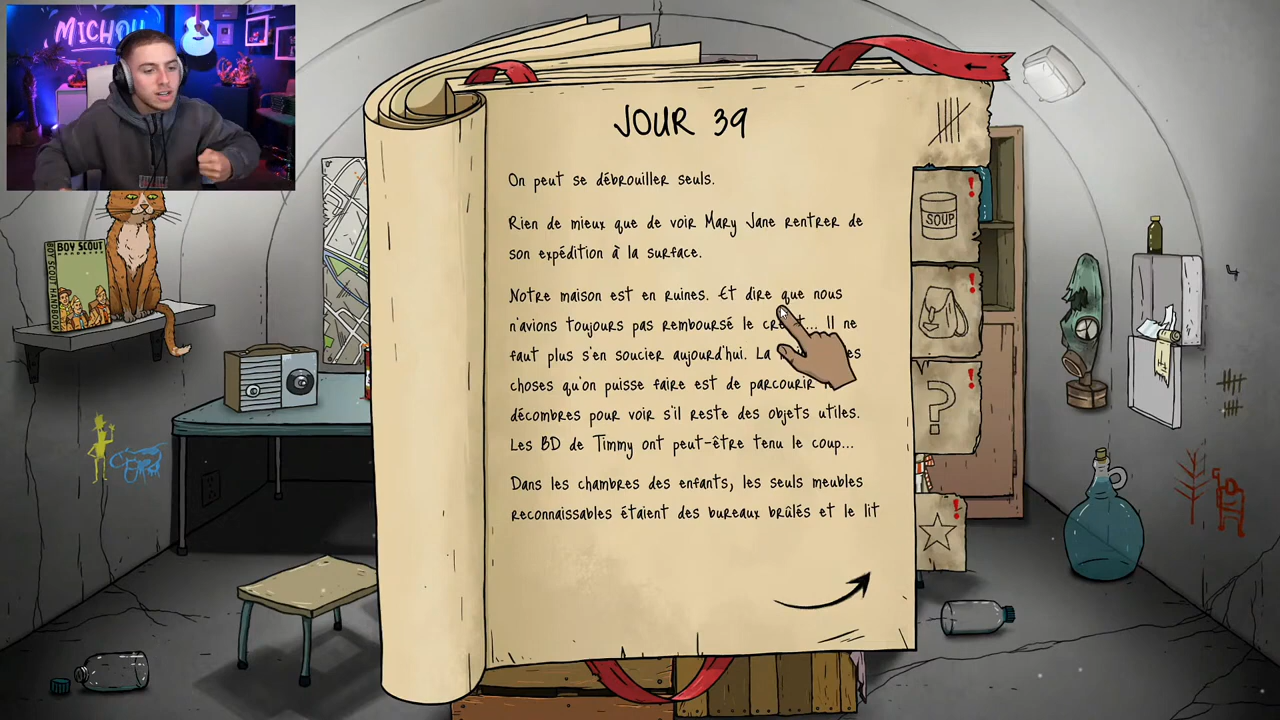 MICHOU
JOUR 39
On peut se débrouiller seuls.
Rien de mieux que de voir Mary Jane rentrer de
son expédition à la surface.
Notre maison est en ruines. Et dire que nous
n'avions toujours pas remboursé le ... Il ne
faut plus s'en soucier aujourd'hui. La
choses qu'on puisse faire est de parcourir
décombres pour voir s'il reste des objets utiles.
Les BD de Timmy ont peut-être tenu le coup...
Dans les chambres des enfants, les seuls meubles
reconnaissables étaient des bureaux brûlés et le lit
SOUP
!
!
?
!
!
BOY SCOUT
BOY SCOUT HANDBOOK